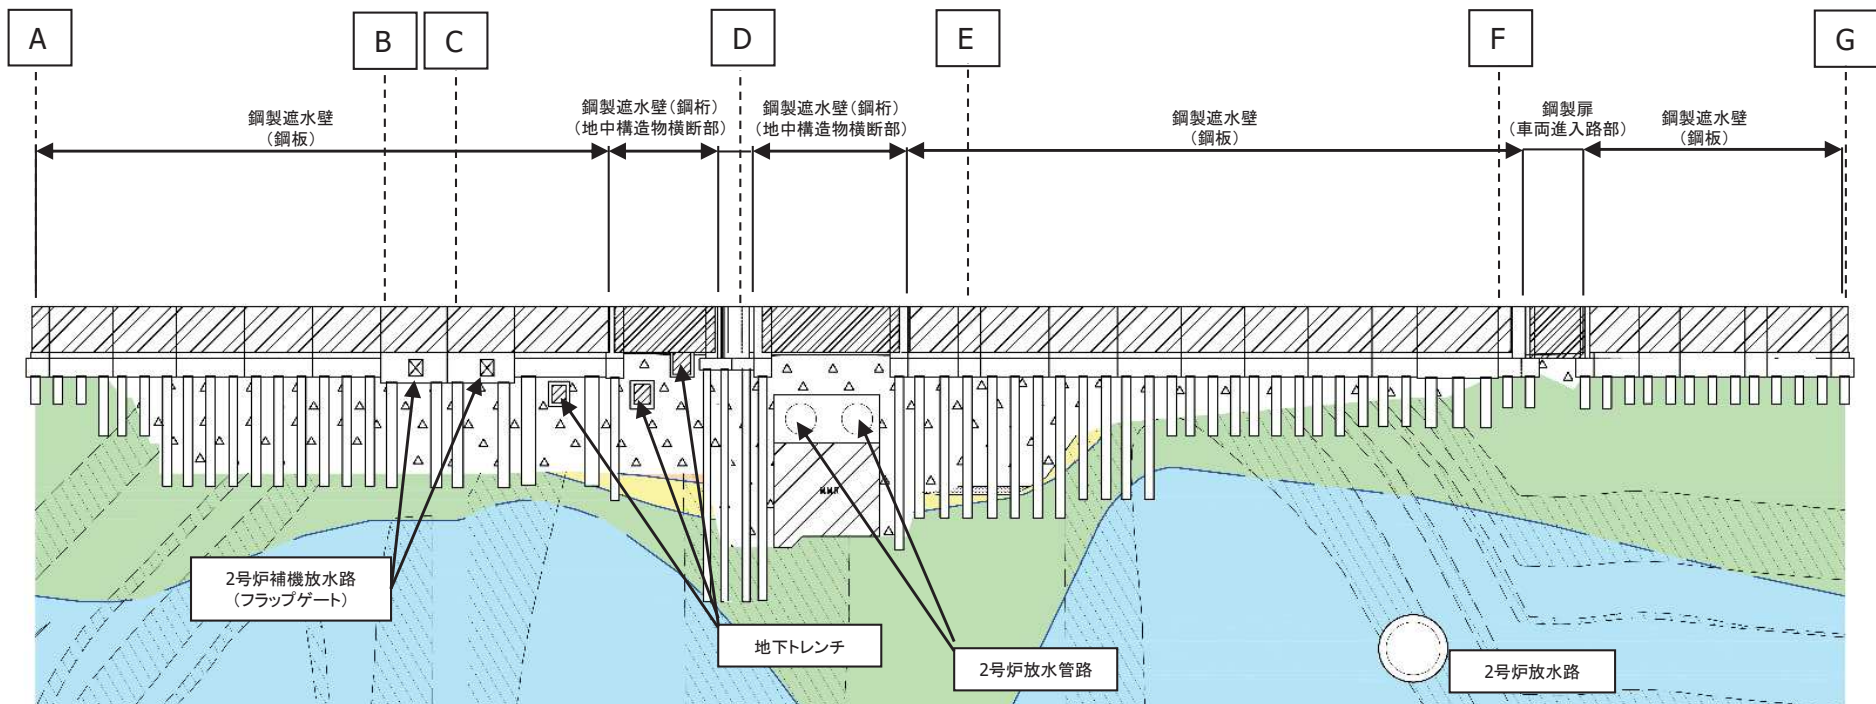 A
B
C
D
E
F
G
鋼製遮水壁
(鋼板)
鋼製遮水壁(鋼桁)
(地中構造物横断部)
鋼製遮水壁(鋼桁)
(地中構造物横断部)
鋼製遮水壁
(鋼板)
鋼製扉
(車両進入路部)
鋼製遮水壁
(鋼板)
2号炉補機放水路
(フラップゲート)
地下トレンチ
2号炉放水管路
2号炉放水路